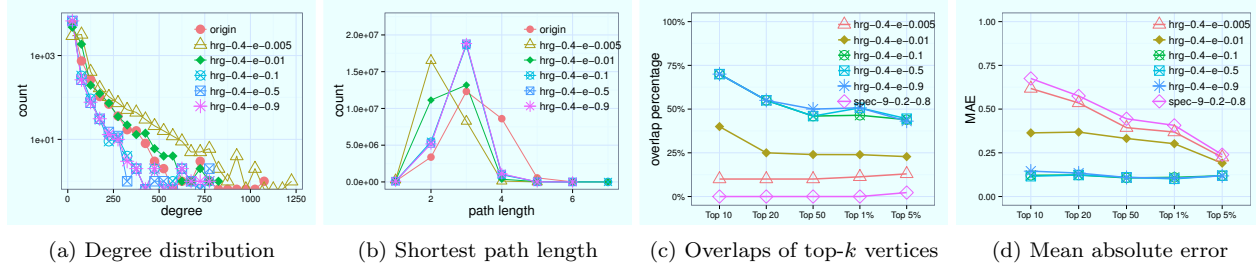 1e+03
1e+01
count
0
250
500
750
1000
1250
degree
origin
hrg−0.4−e−0.005
hrg−0.4−e−0.01
hrg−0.4−e−0.1
hrg−0.4−e−0.5
hrg−0.4−e−0.9
(a) Degree distribution
2.0e+07
1.5e+07
1.0e+07
5.0e+06
0.0e+00
count
2
4
6
path length
origin
hrg−0.4−e−0.005
hrg−0.4−e−0.01
hrg−0.4−e−0.1
hrg−0.4−e−0.5
hrg−0.4−e−0.9
(b) Shortest path length
100%
75%
50%
25%
0%
overlap percentage
Top 10
Top 20
Top 50
Top 1%
Top 5%
hrg−0.4−e−0.005
hrg−0.4−e−0.01
hrg−0.4−e−0.1
hrg−0.4−e−0.5
hrg−0.4−e−0.9
spec−9−0.2−0.8
(c) Overlaps of top-k vertices
1.00
0.75
0.50
0.25
0.00
MAE
Top 10
Top 20
Top 50
Top 1%
Top 5%
hrg−0.4−e−0.005
hrg−0.4−e−0.01
hrg−0.4−e−0.1
hrg−0.4−e−0.5
hrg−0.4−e−0.9
spec−9−0.2−0.8
(d) Mean absolute error